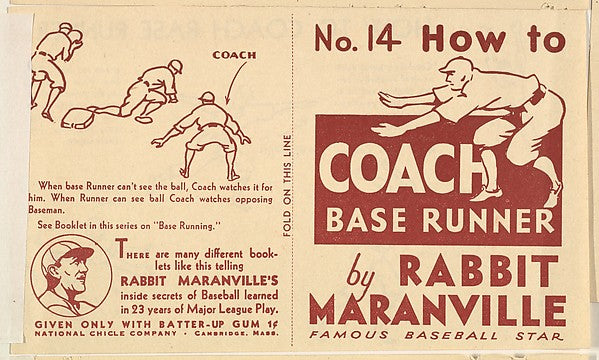 COACH
When base Runner can't see the ball, Coach watches it for
him. When Runner can see ball Coach watches opposing
Baseman.
See Booklet in this series on "Base Running."
THERE are many different book-
lets like this telling
RABBIT MARANVILLE'S
inside secrets of Baseball learned
in 23 years of Major League Play.
GIVEN ONLY WITH BATTER-UP GUM 1¢
NATIONAL CHICLE COMPANY • CAMBRIDGE, MASS.
FOLD ON THIS LINE
No. 14 How to
COACH
BASE RUNNER
by RABBIT
MARANVILLE
FAMOUS BASEBALL STAR